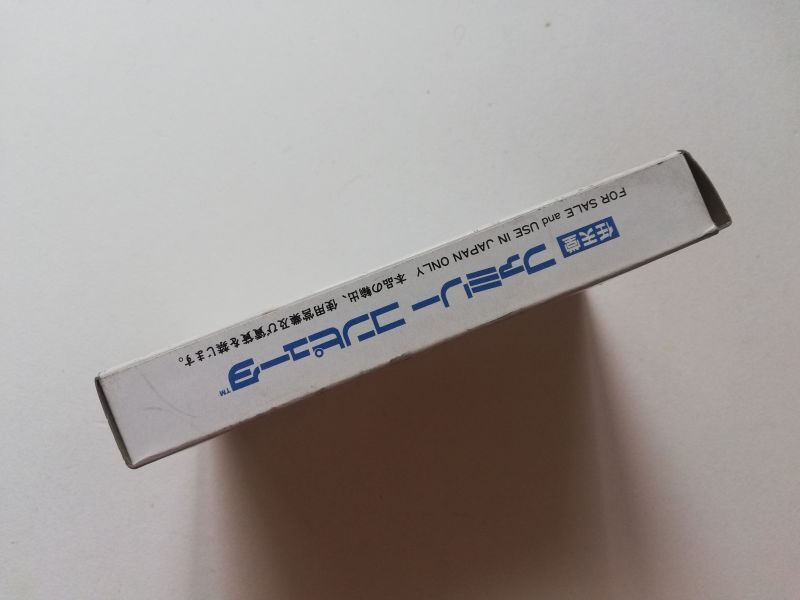 任天堂 ファミリー コンピュータ™
FOR SALE and USE IN JAPAN ONLY 本品の輸出、使用営業及び賃貸を禁じます。